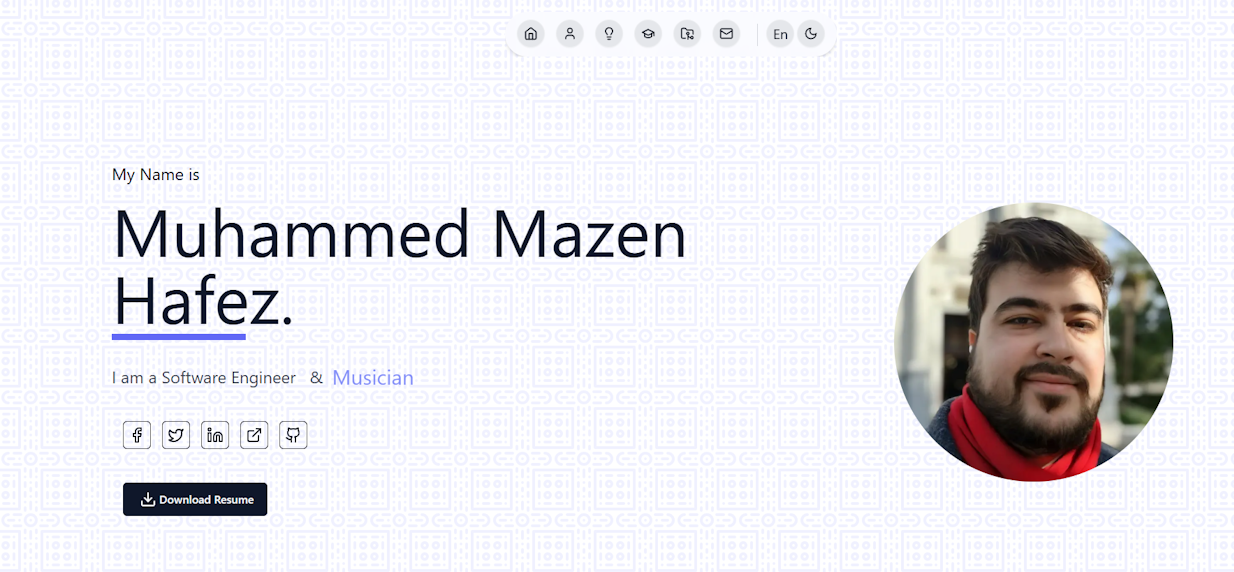 En
My Name is
Muhammed Mazen
Hafez.
I am a Software Engineer & Musician
Download Resume